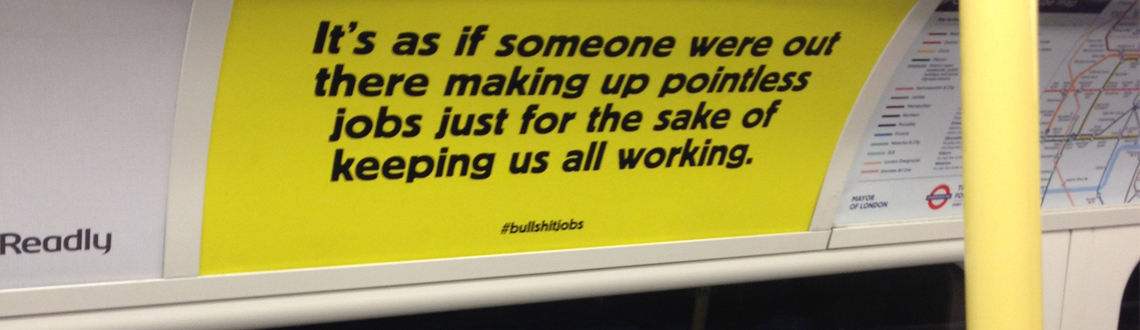 It's as if someone were out
there making up pointless
jobs just for the sake of
keeping us all working.
#bullshitjobs
Readly
MAYOR
OF LONDON